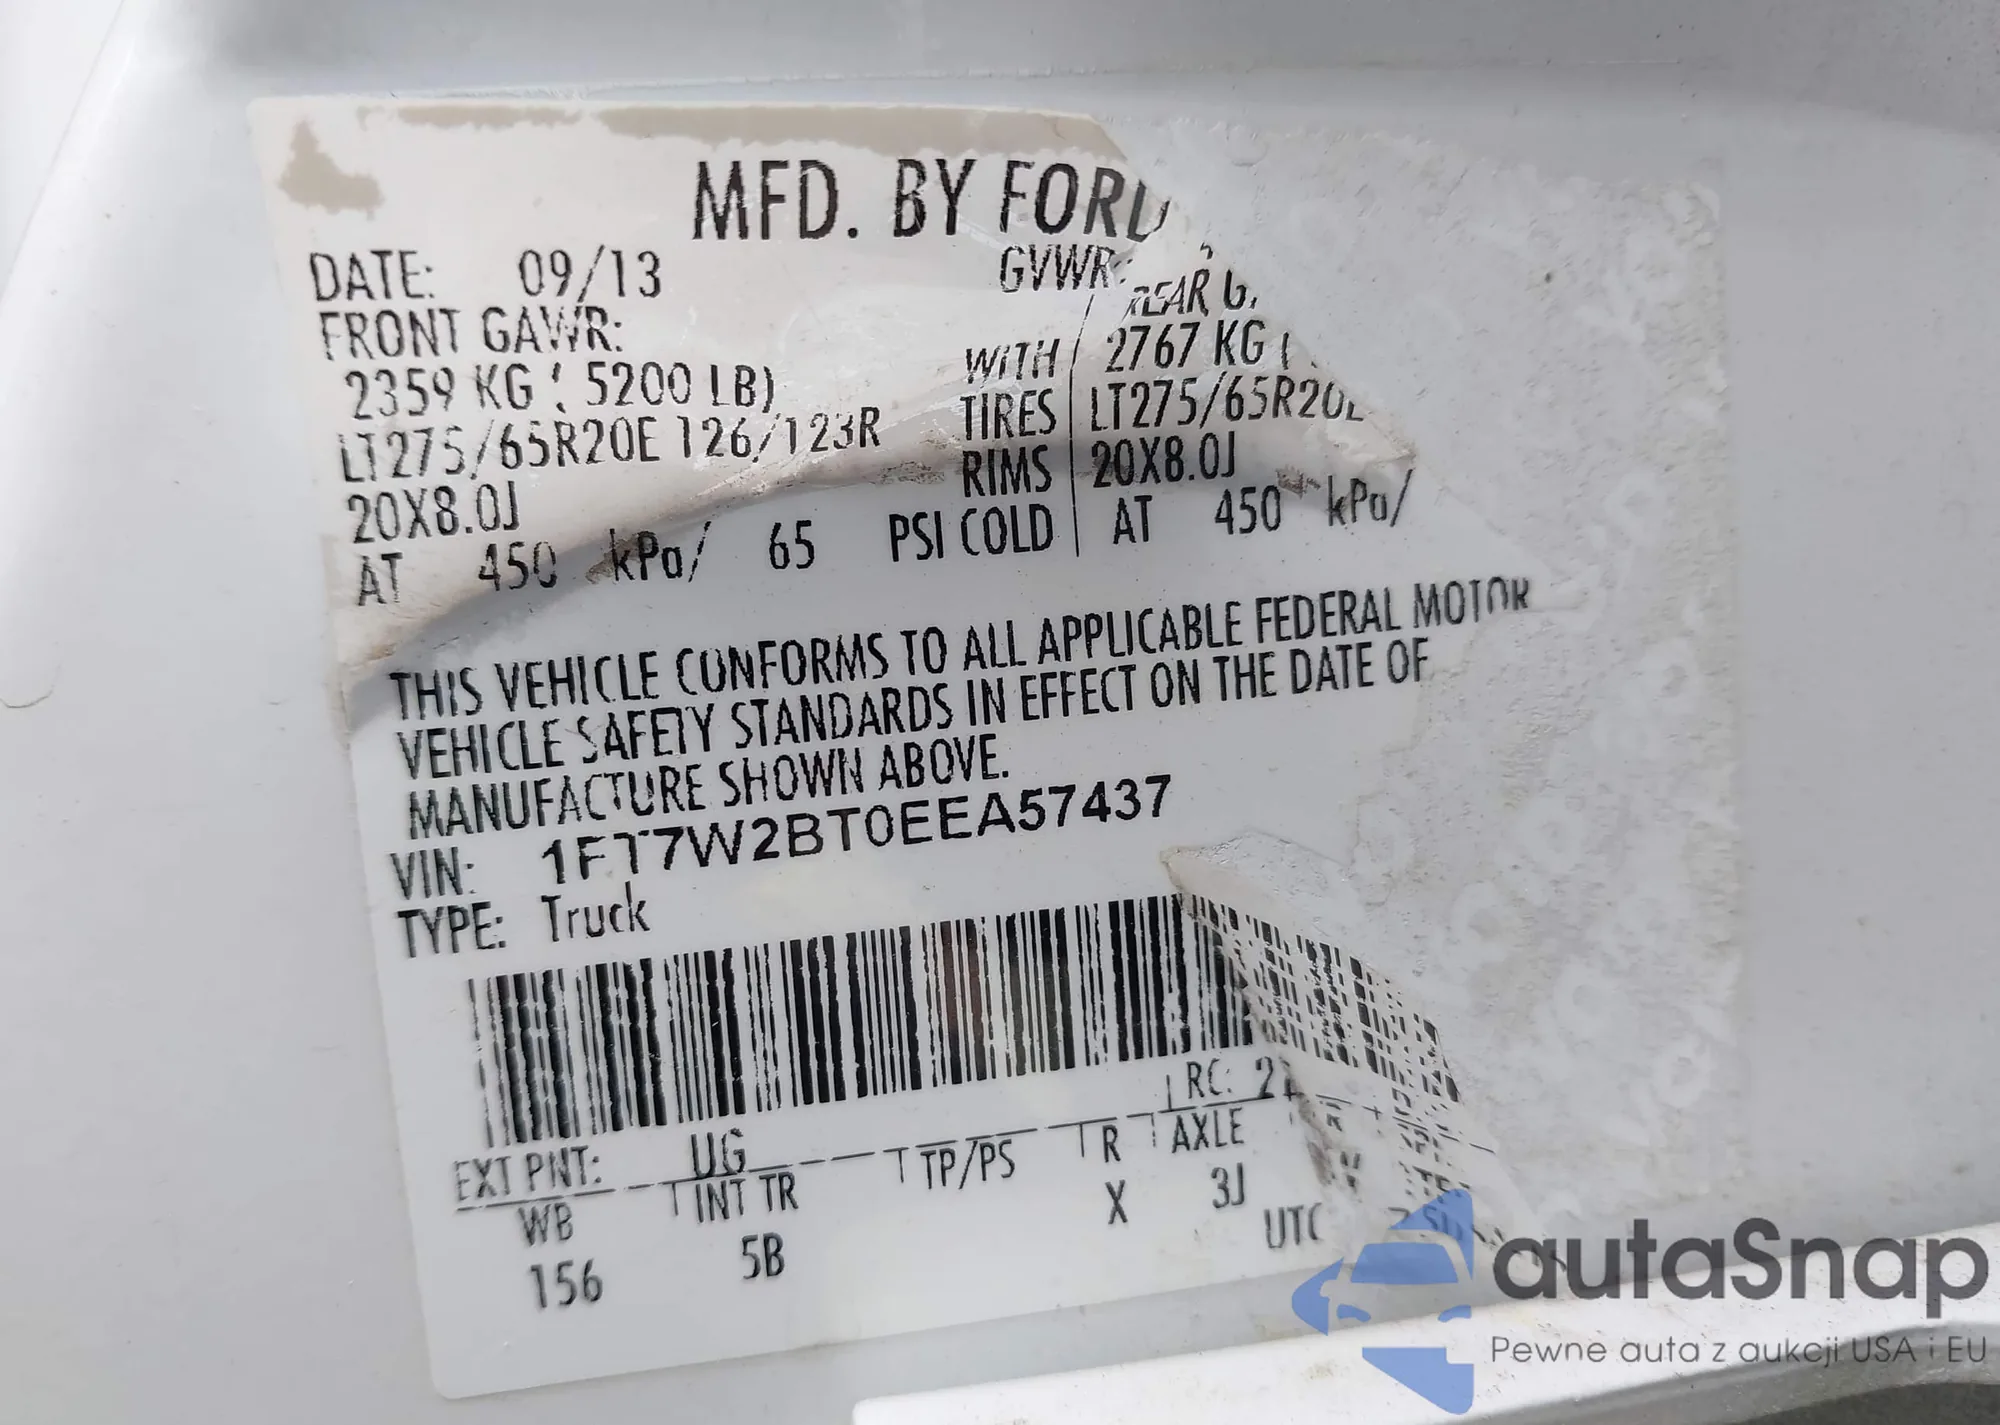 MFD. BY FORD
DATE: 09/13 GVWR:
FRONT GAWR: REAR
2359 KG ( 5200 LB) WITH 2767 KG (
LT275/65R20E 126/123R TIRES LT275/65R20E
20X8.0J RIMS 20X8.0J
AT 450 kPa/ 65 PSI COLD AT 450 kPa/
THIS VEHICLE CONFORMS TO ALL APPLICABLE FEDERAL MOTOR
VEHICLE SAFETY STANDARDS IN EFFECT ON THE DATE OF
MANUFACTURE SHOWN ABOVE.
VIN: 1FT7W2BT0EEA57437
TYPE: Truck
EXT PNT: UG RC:
WB INT TR TP/PS R AXLE
156 5B X 3J
UTC
autaSnap
Pewne auta z aukcji USA i EU